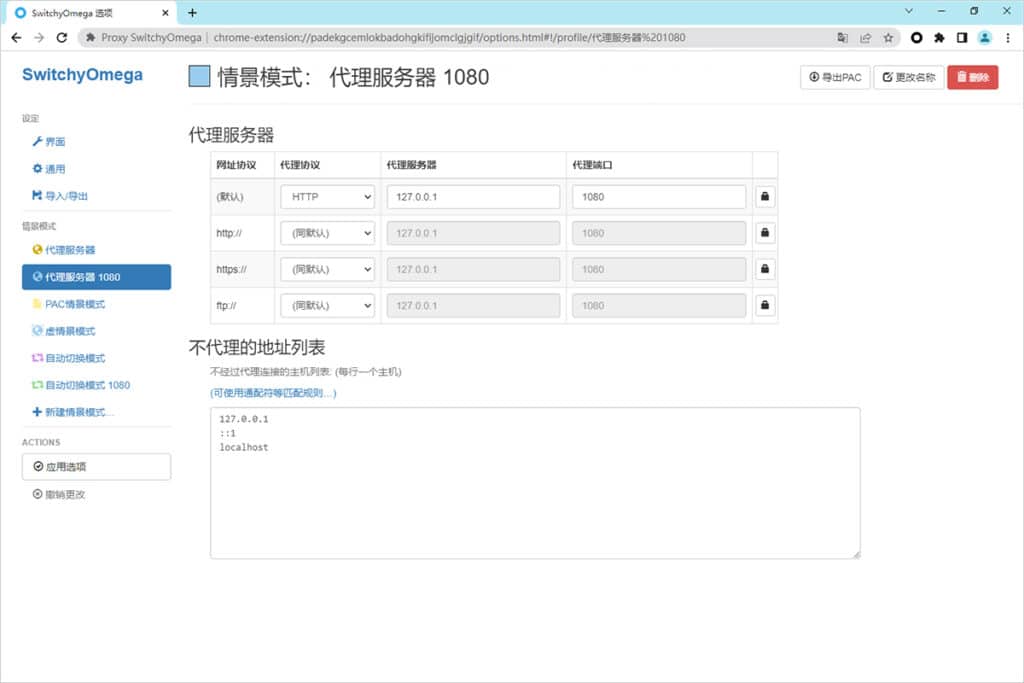 SwitchyOmega 选项
Proxy SwitchyOmega | chrome-extension://padekgcemlokbadohgkifijomclgjgif/options.html#!/profile/代理服务器%201080
SwitchyOmega
设定
界面
通用
导入/导出
情景模式
代理服务器
代理服务器 1080
PAC情景模式
虚情景模式
自动切换模式
自动切换模式 1080
新建情景模式...
ACTIONS
应用选项
撤销更改
情景模式: 代理服务器 1080
导出PAC 更改名称 删除
代理服务器
网址协议 代理协议 代理服务器 代理端口
(默认) HTTP 127.0.0.1 1080
http:// (同默认) 127.0.0.1 1080
https:// (同默认) 127.0.0.1 1080
ftp:// (同默认) 127.0.0.1 1080
不代理的地址列表
不经过代理连接的主机列表: (每行一个主机)
(可使用通配符等匹配规则...)
127.0.0.1
::1
localhost